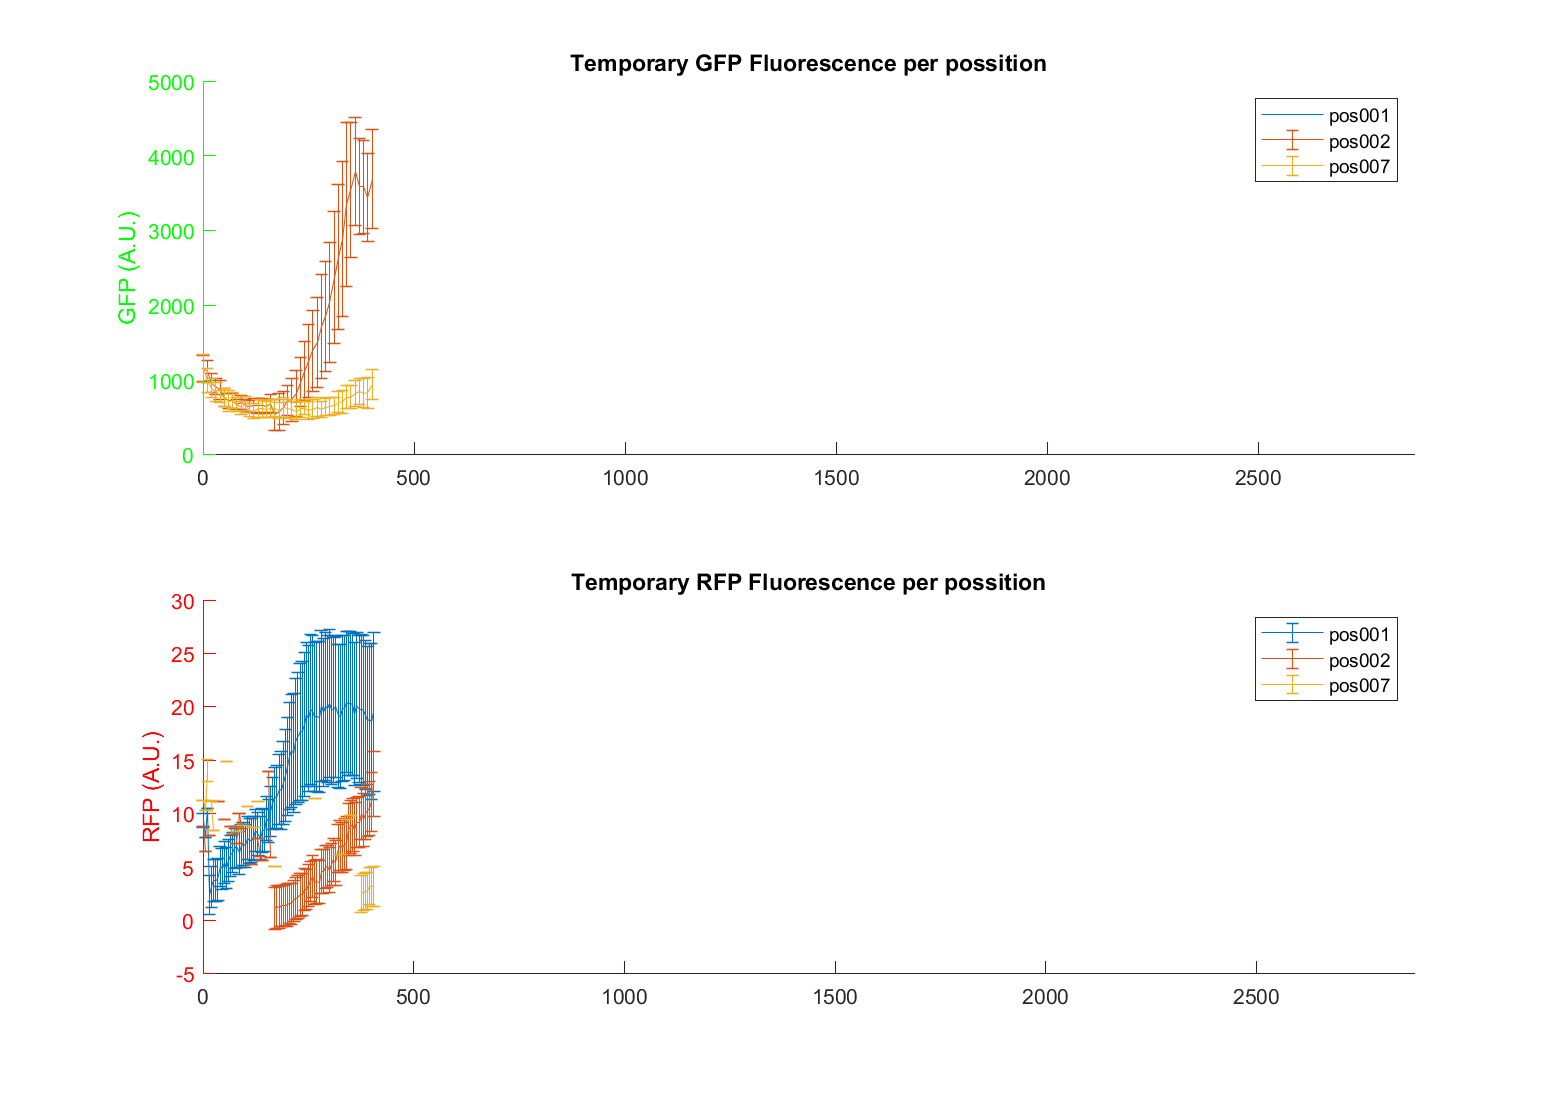 Temporary GFP Fluorescence per possition
5000
4000
3000
2000
1000
0
GFP (A.U.)
0 500 1000 1500 2000 2500
pos001
pos002
pos007
Temporary RFP Fluorescence per possition
30
25
20
15
10
5
0
-5
RFP (A.U.)
0 500 1000 1500 2000 2500
pos001
pos002
pos007